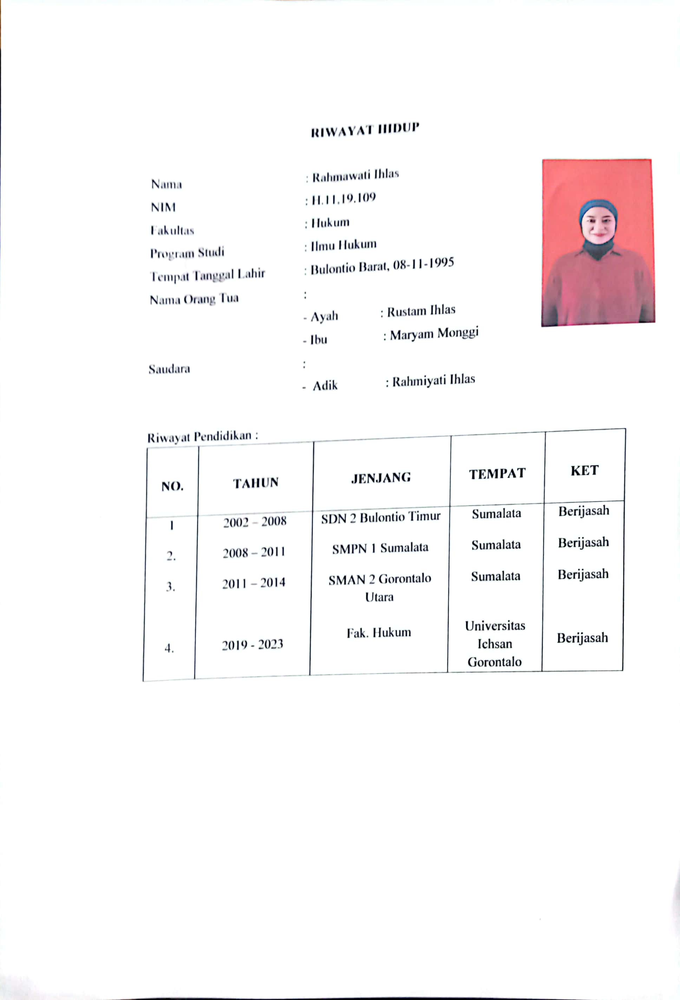 RIWAYAT HIDUP
Nama : Rahmawati Ihlas
NIM : H.11.19.109
Fakultas : Hukum
Program Studi : Ilmu Hukum
Tempat Tanggal Lahir : Bulontio Barat, 08-11-1995
Nama Orang Tua :
- Ayah : Rustam Ihlas
- Ibu : Maryam Monggi
Saudara :
- Adik : Rahmiyati Ihlas
Riwayat Pendidikan :
NO. TAHUN JENJANG TEMPAT KET
1 2002 – 2008 SDN 2 Bulontio Timur Sumalata Berijasah
2. 2008 – 2011 SMPN 1 Sumalata Sumalata Berijasah
3. 2011 – 2014 SMAN 2 Gorontalo Sumalata Berijasah
Utara
4. 2019 - 2023 Fak. Hukum Universitas Berijasah
Ichsan
Gorontalo